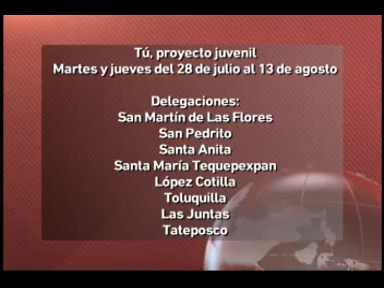 Tú, proyecto juvenil
Martes y jueves del 28 de julio al 13 de agosto
Delegaciones:
San Martín de Las Flores
San Pedrito
Santa Anita
Santa María Tequepexpan
López Cotilla
Toluquilla
Las Juntas
Tateposco